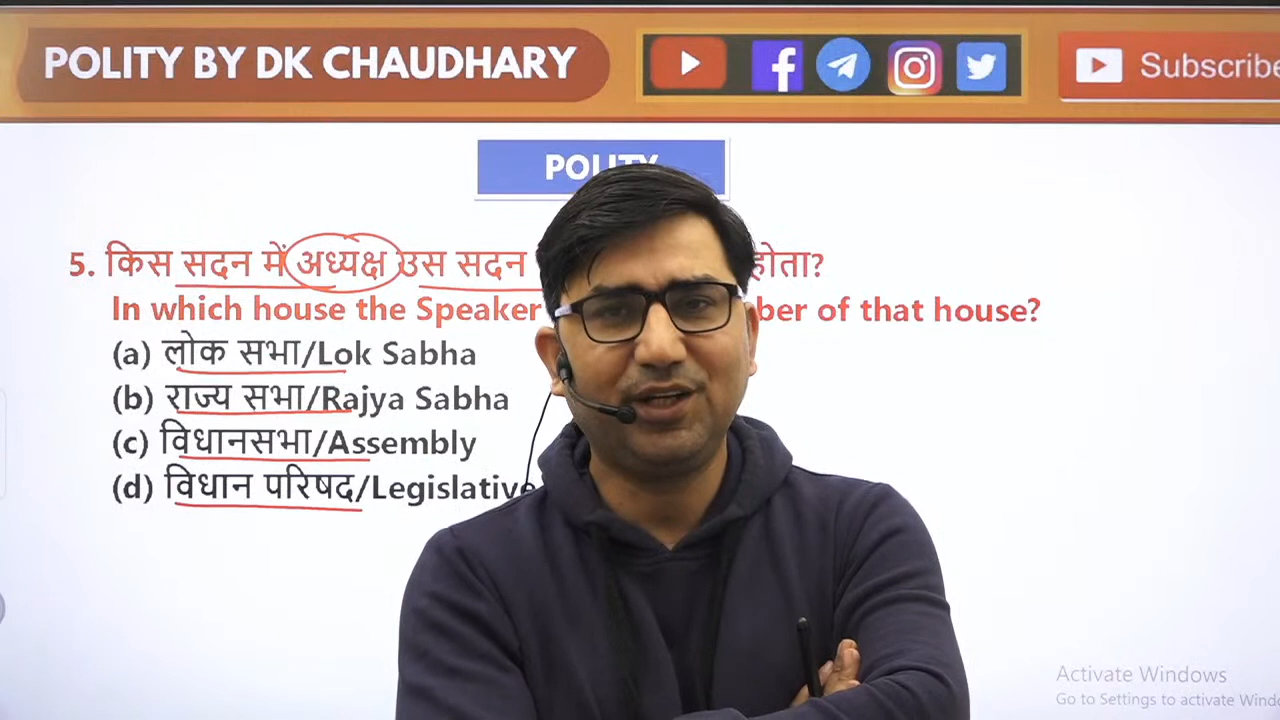 POLITY BY DK CHAUDHARY
Subscribe
POLITY
5. किस सदन में अध्यक्ष उस सदन होता?
In which house the Speaker ber of that house?
(a) लोक सभा/Lok Sabha
(b) राज्य सभा/Rajya Sabha
(c) विधानसभा/Assembly
(d) विधान परिषद/Legislative
Activate Windows
Go to Settings to activate Windo